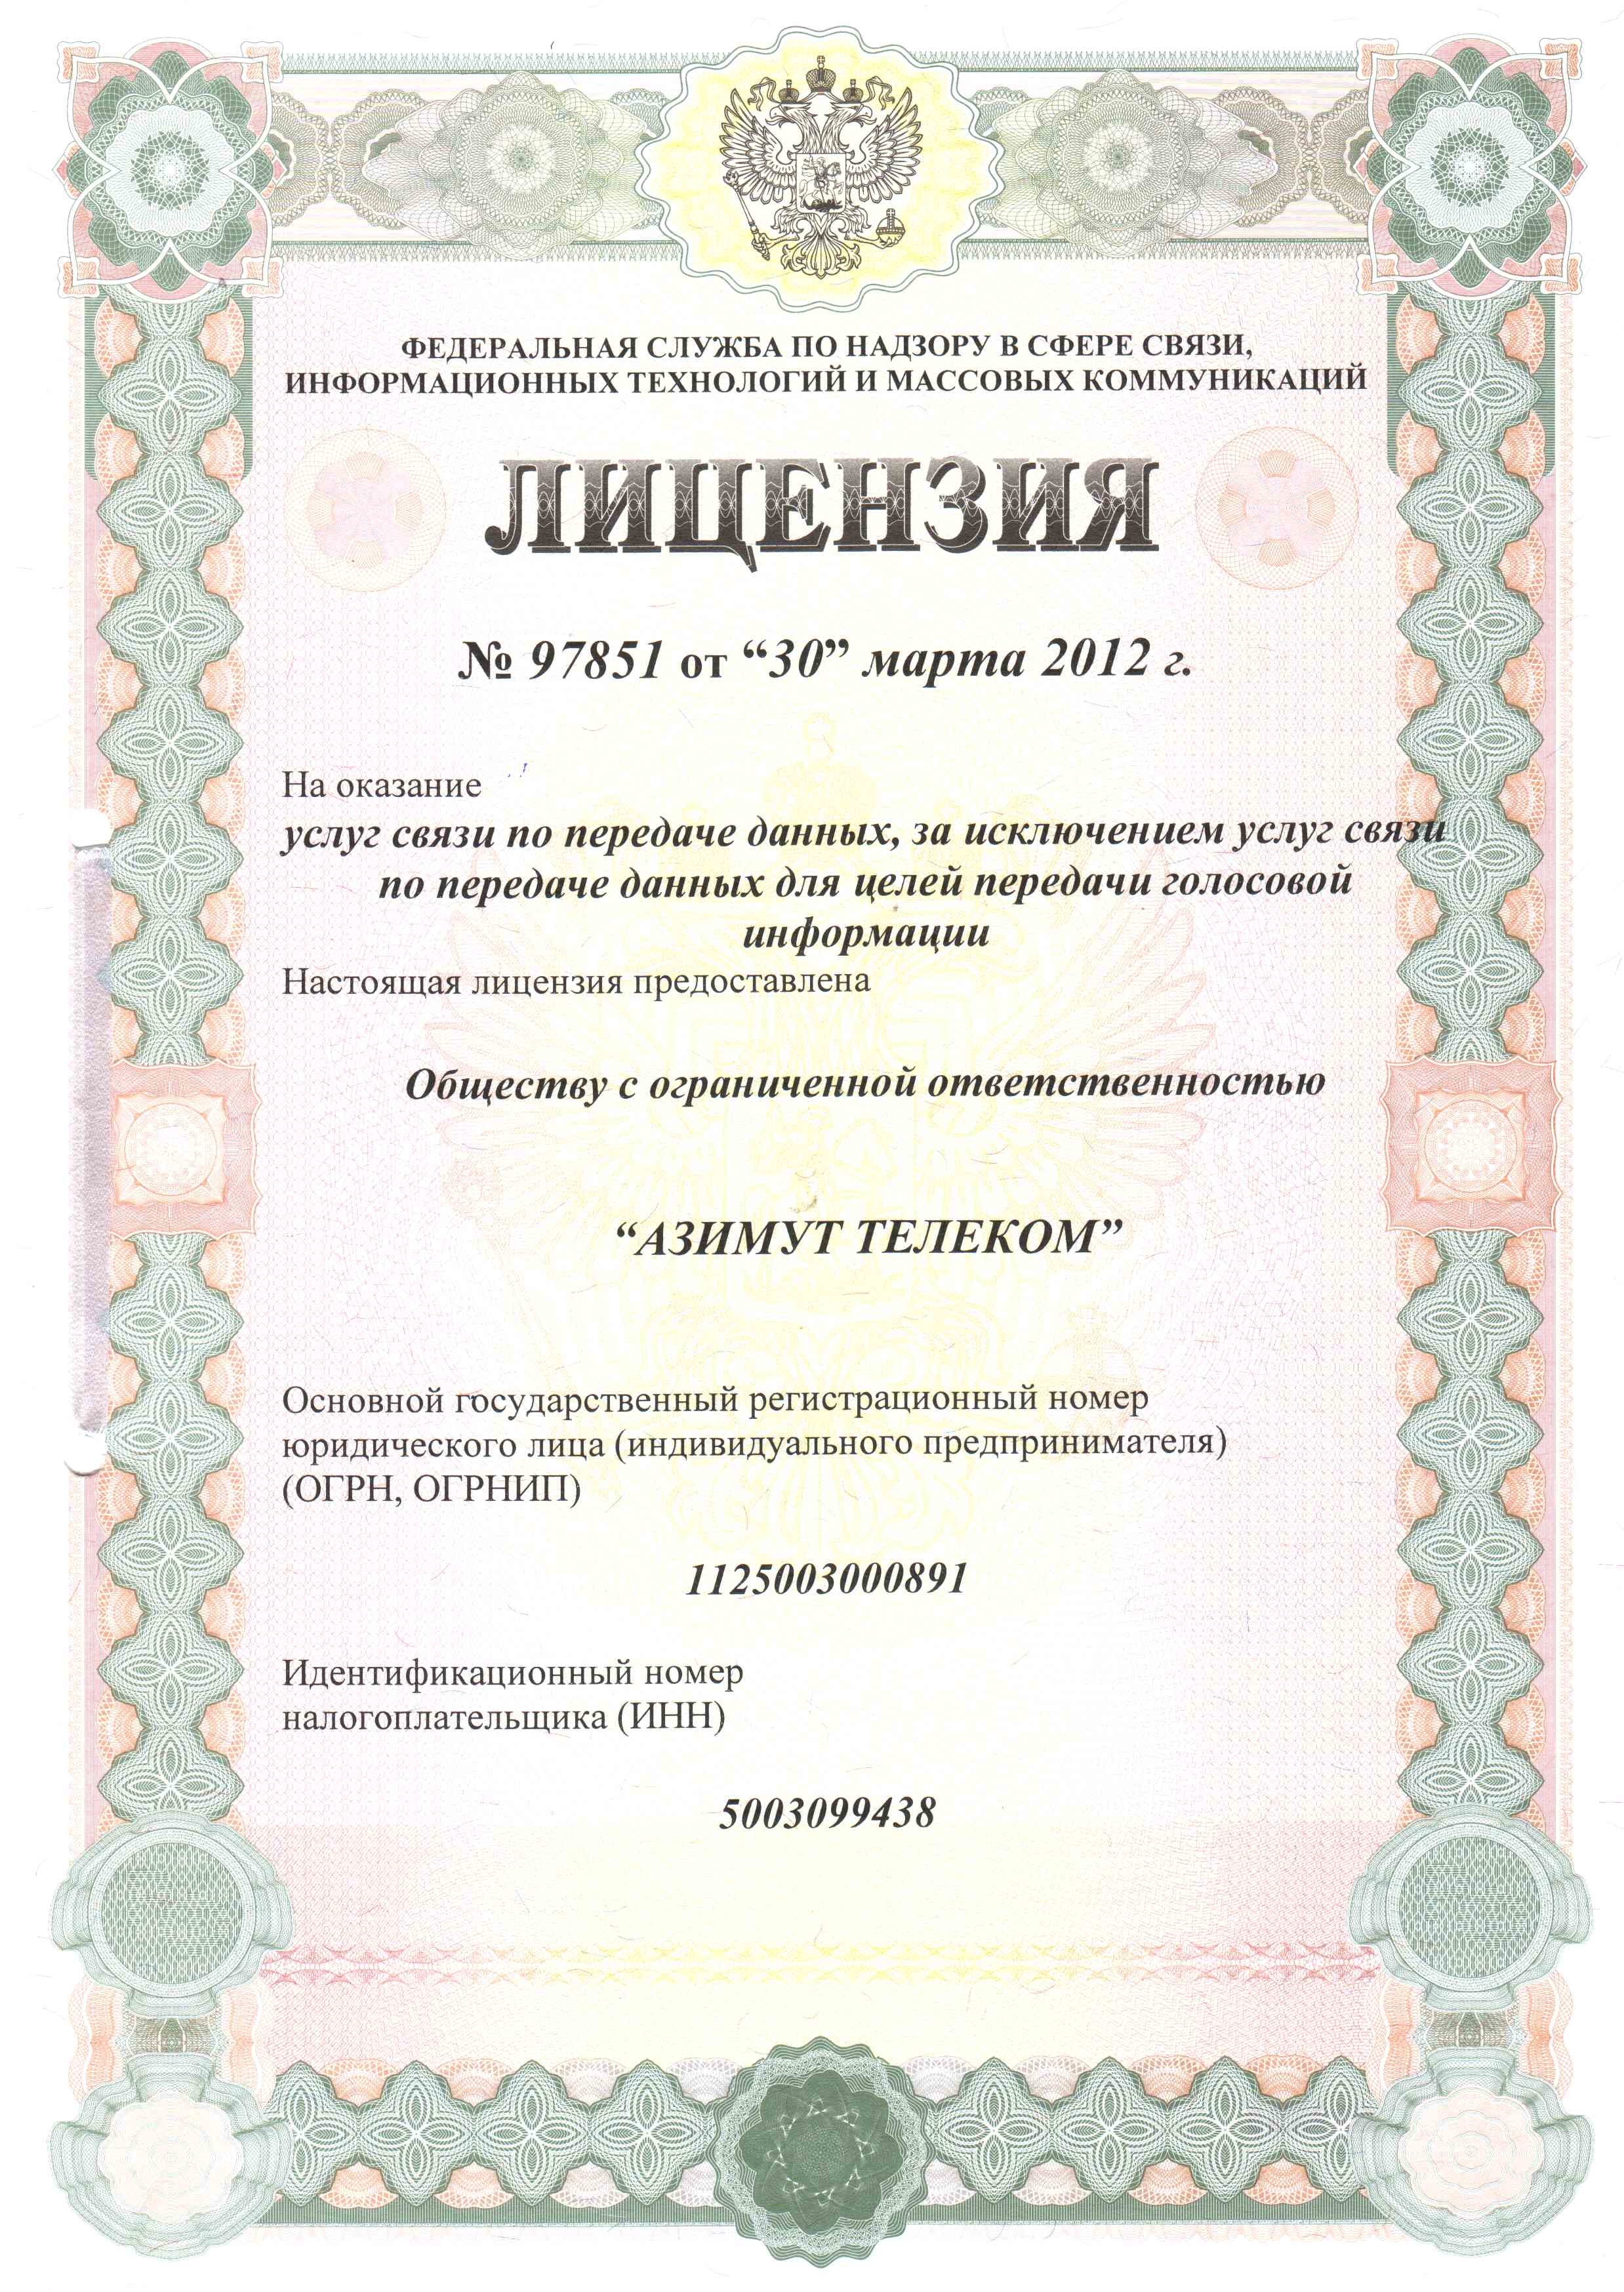 ФЕДЕРАЛЬНАЯ СЛУЖБА ПО НАДЗОРУ В СФЕРЕ СВЯЗИ,
ИНФОРМАЦИОННЫХ ТЕХНОЛОГИЙ И МАССОВЫХ КОММУНИКАЦИЙ
ЛИЦЕНЗИЯ
№ 97851 от “30” марта 2012 г.
На оказание
услуг связи по передаче данных, за исключением услуг связи
по передаче данных для целей передачи голосовой
информации
Настоящая лицензия предоставлена
Обществу с ограниченной ответственностью
“АЗИМУТ ТЕЛЕКОМ”
Основной государственный регистрационный номер
юридического лица (индивидуального предпринимателя)
(ОГРН, ОГРНИП)
1125003000891
Идентификационный номер
налогоплательщика (ИНН)
5003099438